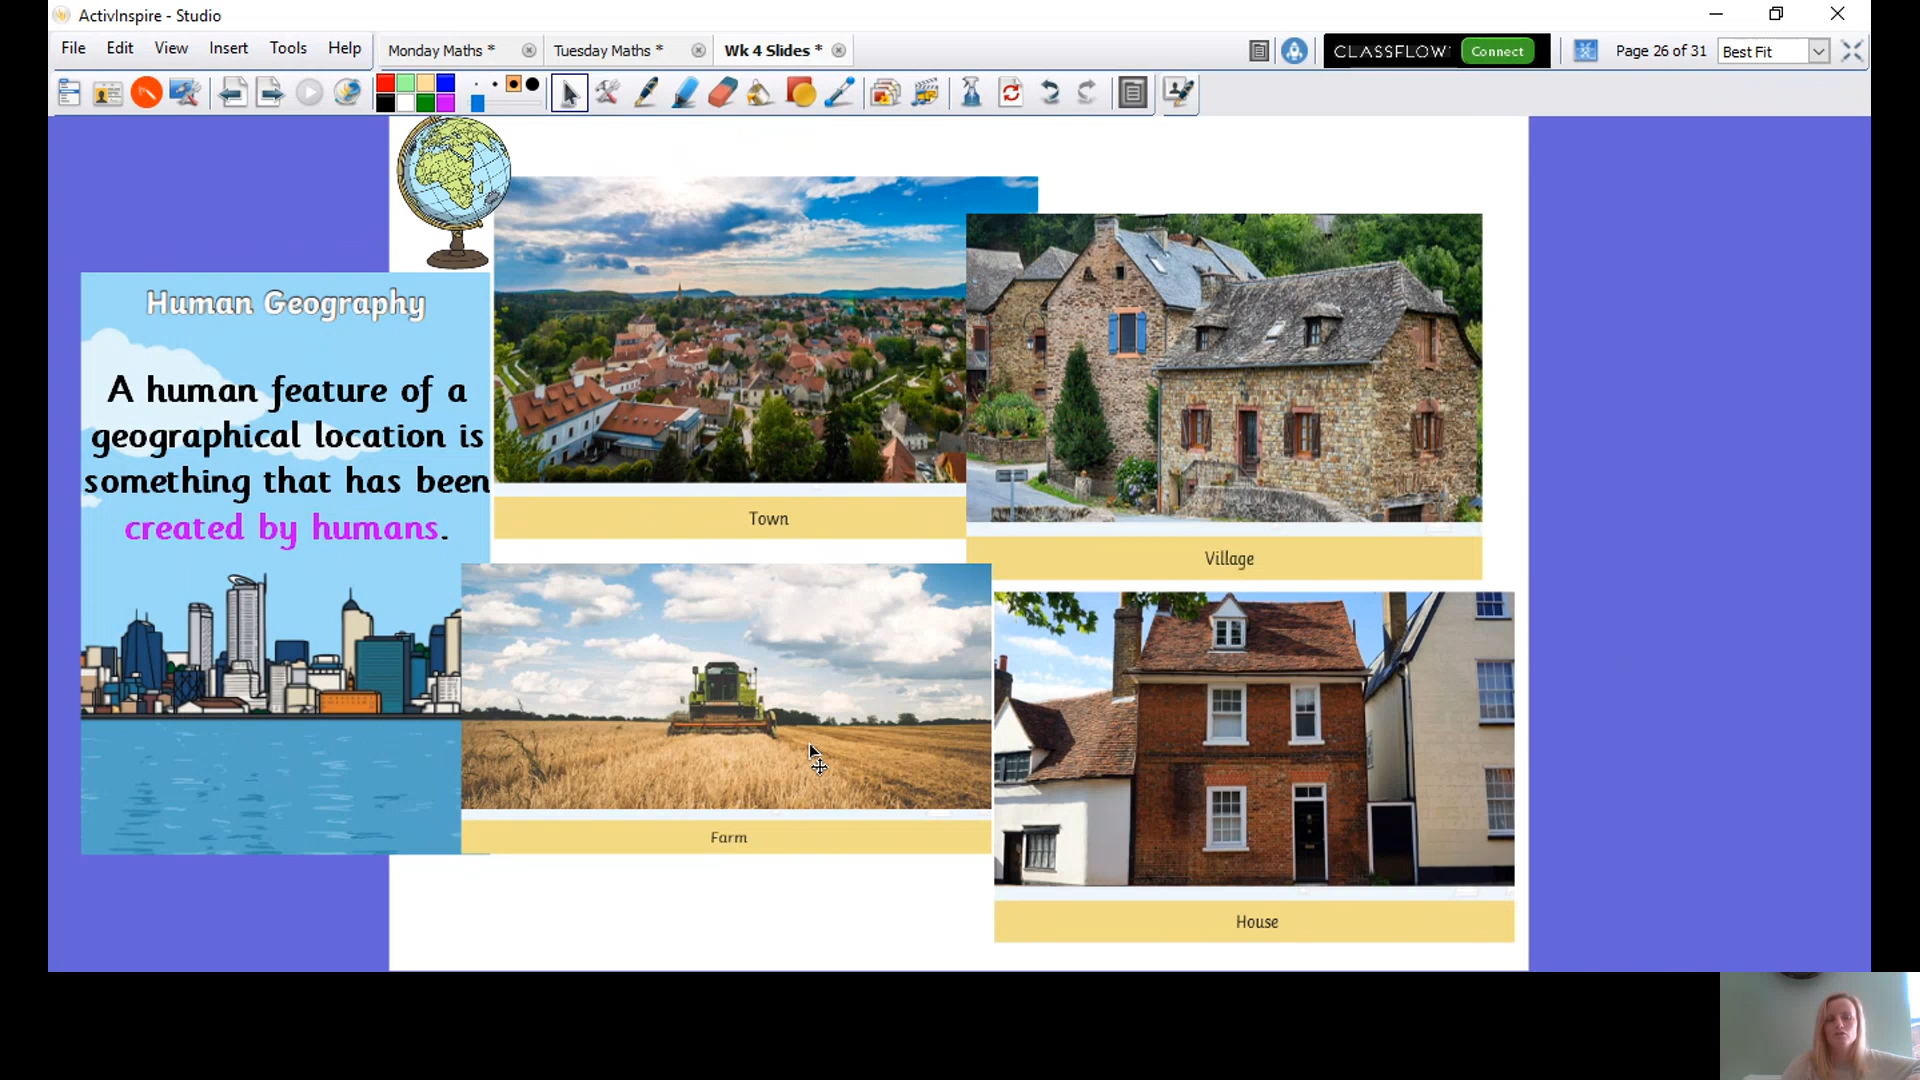 ActivInspire - Studio
File Edit View Insert Tools Help
Monday Maths *
Tuesday Maths *
Wk 4 Slides *
CLASSFLOW Connect
Page 26 of 31
Best Fit
Human Geography
A human feature of a
geographical location is
something that has been
created by humans.
Town
Village
Farm
House